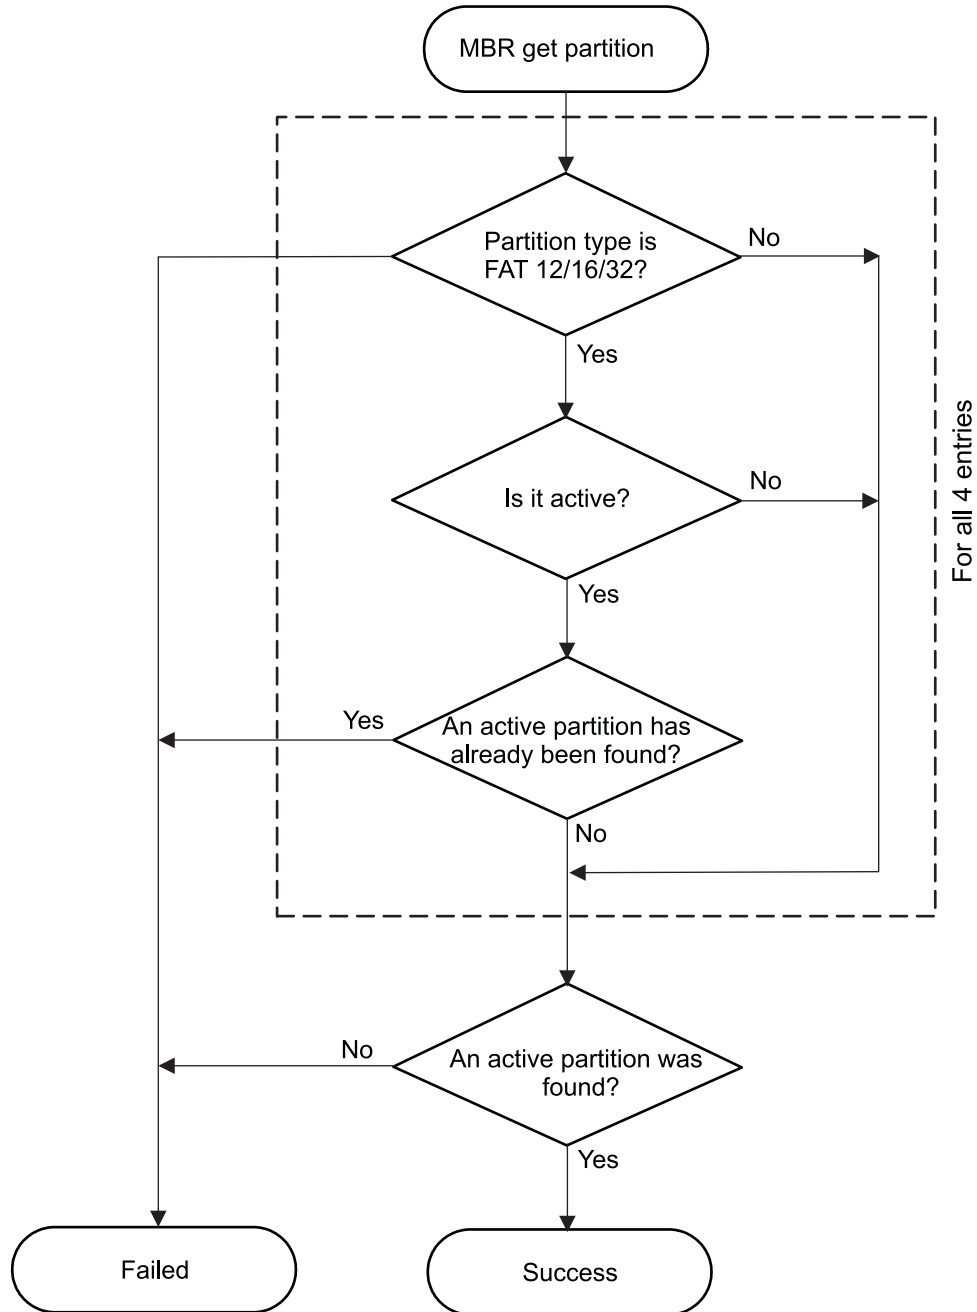 MBR get partition
Partition type is
FAT 12/16/32?
No
Yes
Is it active?
No
Yes
For all 4 entries
An active partition has
already been found?
Yes
No
An active partition was
found?
No
Yes
Failed
Success